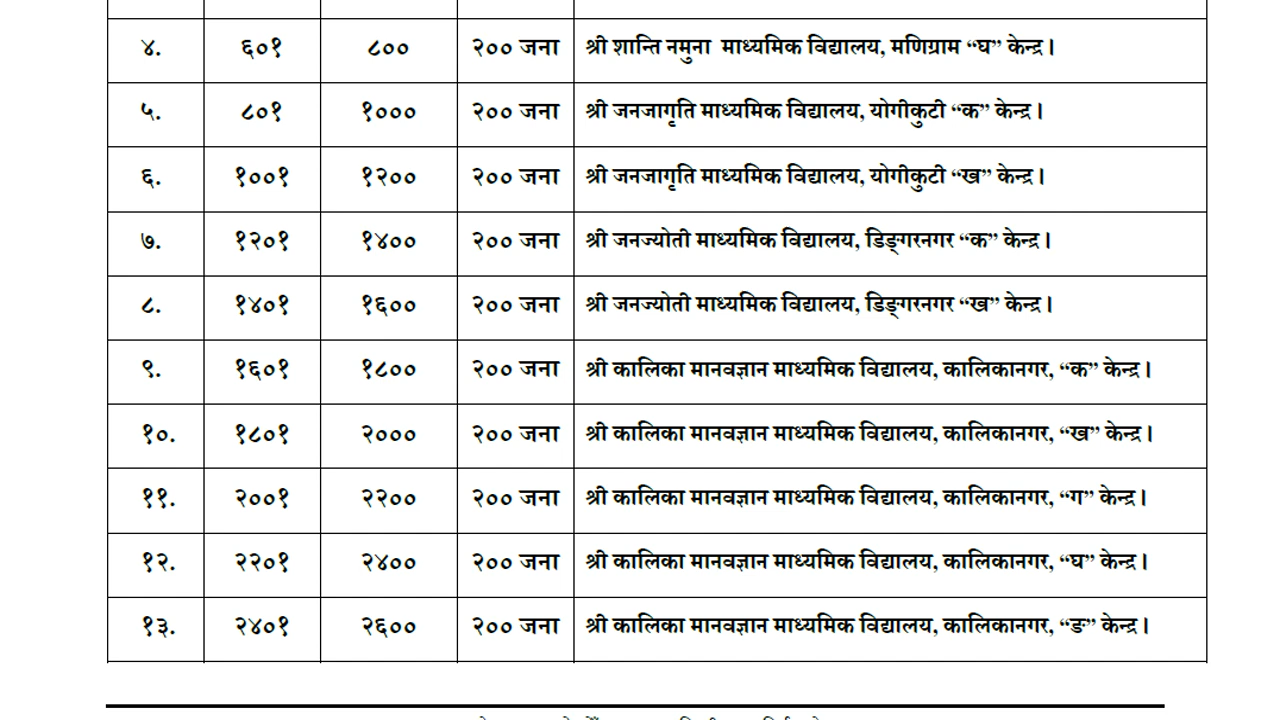 ४. ६०१ ८०० २०० जना श्री शान्ति नमुना माध्यमिक विद्यालय, मणिग्राम “घ” केन्द्र।
५. ८०१ १००० २०० जना श्री जनजागृति माध्यमिक विद्यालय, योगीकुटी “क” केन्द्र।
६. १००१ १२०० २०० जना श्री जनजागृति माध्यमिक विद्यालय, योगीकुटी “ख” केन्द्र।
७. १२०१ १४०० २०० जना श्री जनज्योती माध्यमिक विद्यालय, डिङ्गरनगर “क” केन्द्र।
८. १४०१ १६०० २०० जना श्री जनज्योती माध्यमिक विद्यालय, डिङ्गरनगर “ख” केन्द्र।
९. १६०१ १८०० २०० जना श्री कालिका मानवज्ञान माध्यमिक विद्यालय, कालिकानगर, “क” केन्द्र।
१०. १८०१ २००० २०० जना श्री कालिका मानवज्ञान माध्यमिक विद्यालय, कालिकानगर, “ख” केन्द्र।
११. २००१ २२०० २०० जना श्री कालिका मानवज्ञान माध्यमिक विद्यालय, कालिकानगर, “ग” केन्द्र।
१२. २२०१ २४०० २०० जना श्री कालिका मानवज्ञान माध्यमिक विद्यालय, कालिकानगर, “घ” केन्द्र।
१३. २४०१ २६०० २०० जना श्री कालिका मानवज्ञान माध्यमिक विद्यालय, कालिकानगर, “ङ” केन्द्र।